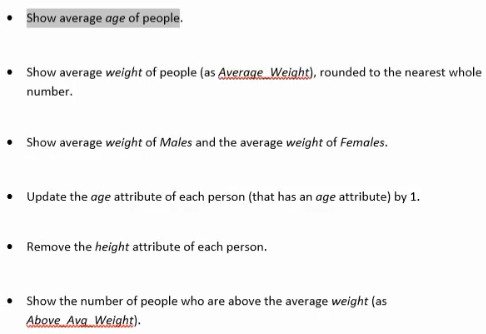 • Show average age of people.
• Show average weight of people (as Average_Weight), rounded to the nearest whole
number.
• Show average weight of Males and the average weight of Females.
• Update the age attribute of each person (that has an age attribute) by 1.
• Remove the height attribute of each person.
• Show the number of people who are above the average weight (as
Above_Avg_Weight).